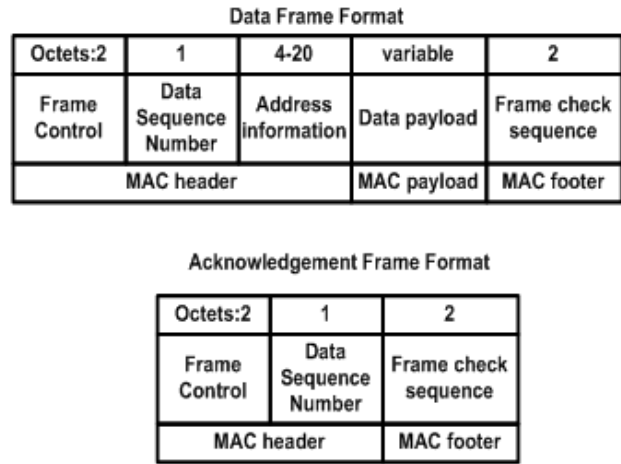 Data Frame Format
Octets:2 1 4-20 variable 2
Frame Control Data Sequence Number Address information Data payload Frame check sequence
MAC header MAC payload MAC footer
Acknowledgement Frame Format
Octets:2 1 2
Frame Control Data Sequence Number Frame check sequence
MAC header MAC footer